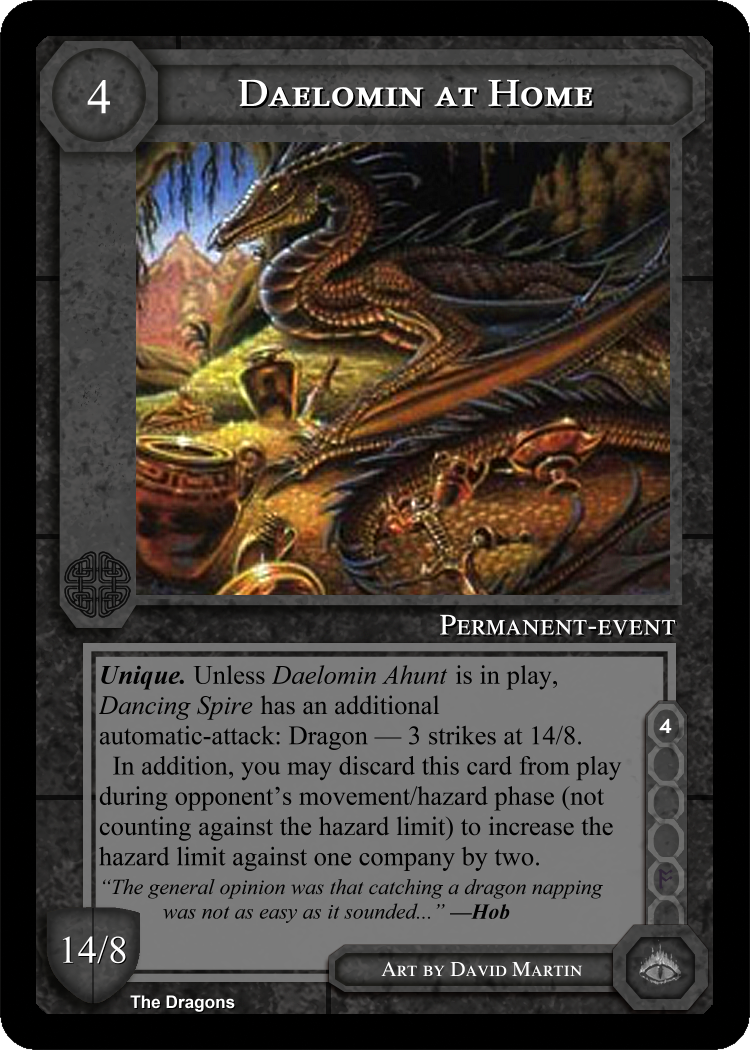 4
Daelomin at Home
Permanent-event
Unique. Unless Daelomin Ahunt is in play,
Dancing Spire has an additional
automatic-attack: Dragon — 3 strikes at 14/8.
In addition, you may discard this card from play
during opponent's movement/hazard phase (not
counting against the hazard limit) to increase the
hazard limit against one company by two.
"The general opinion was that catching a dragon napping
was not as easy as it sounded..." —Hob
4
14/8
Art by David Martin
The Dragons